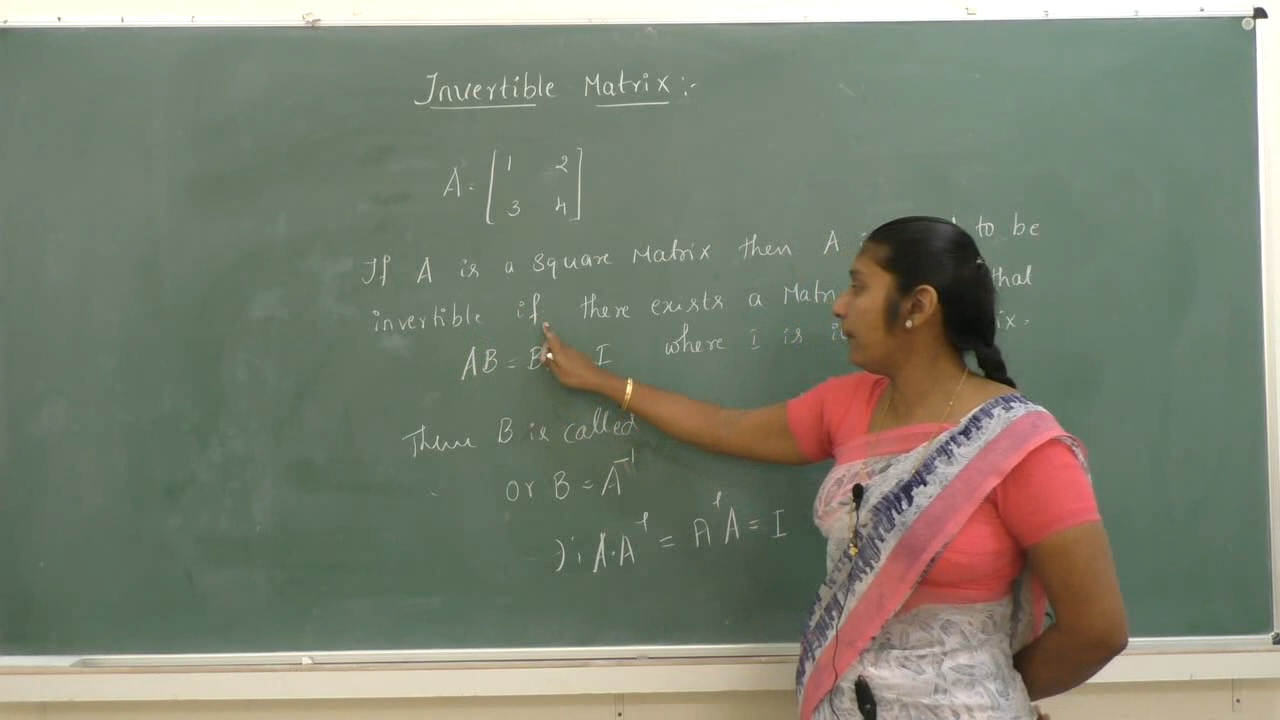 Invertible Matrix:-
A = [1 2
3 4]
If A is a square Matrix then A to be
invertible if there exists a that
AB = B I where I is
Then B is called
or B = A⁻¹
A.A⁻¹ = A⁻¹A = I